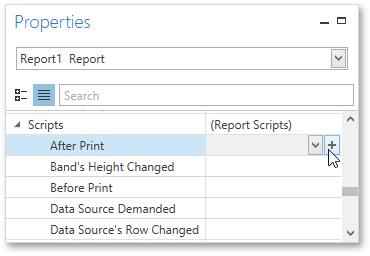 Properties
Report1 Report
Search
Scripts (Report Scripts)
After Print
Band's Height Changed
Before Print
Data Source Demanded
Data Source's Row Changed